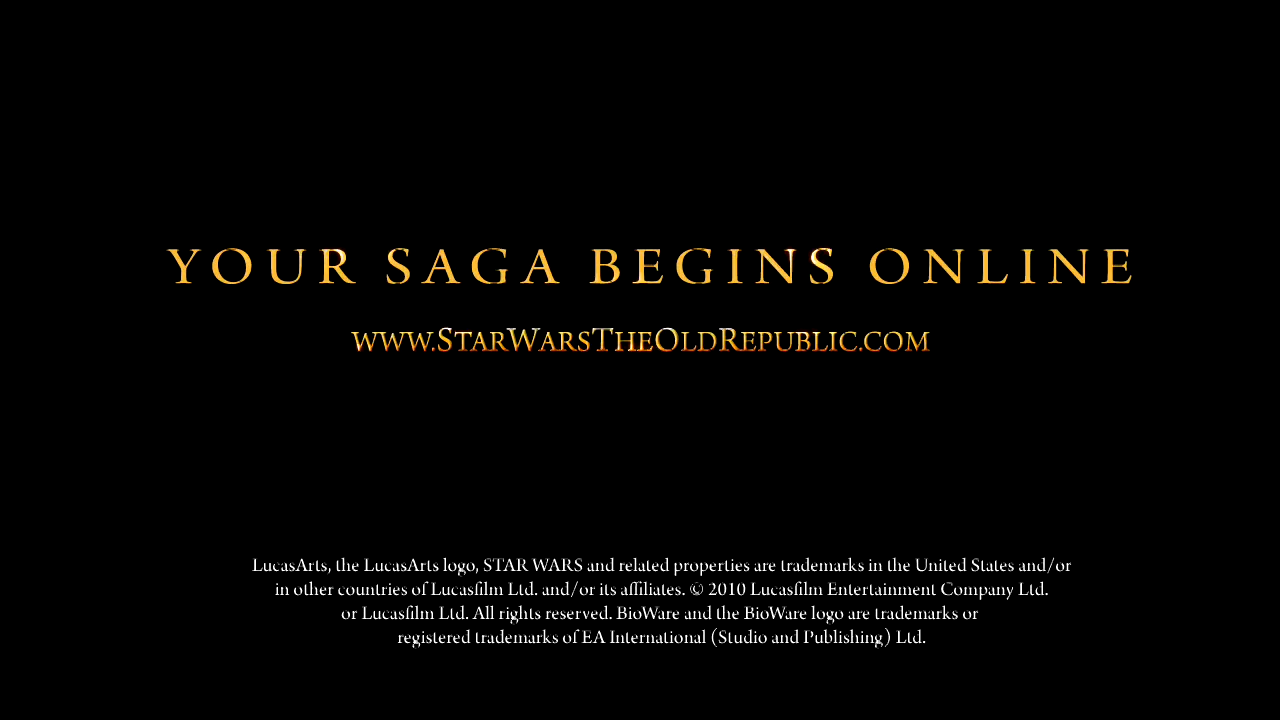 YOUR SAGA BEGINS ONLINE
WWW.STARWARSTHEOLDREPUBLIC.COM
LucasArts, the LucasArts logo, STAR WARS and related properties are trademarks in the United States and/or
in other countries of Lucasfilm Ltd. and/or its affiliates. © 2010 Lucasfilm Entertainment Company Ltd.
or Lucasfilm Ltd. All rights reserved. BioWare and the BioWare logo are trademarks or
registered trademarks of EA International (Studio and Publishing) Ltd.